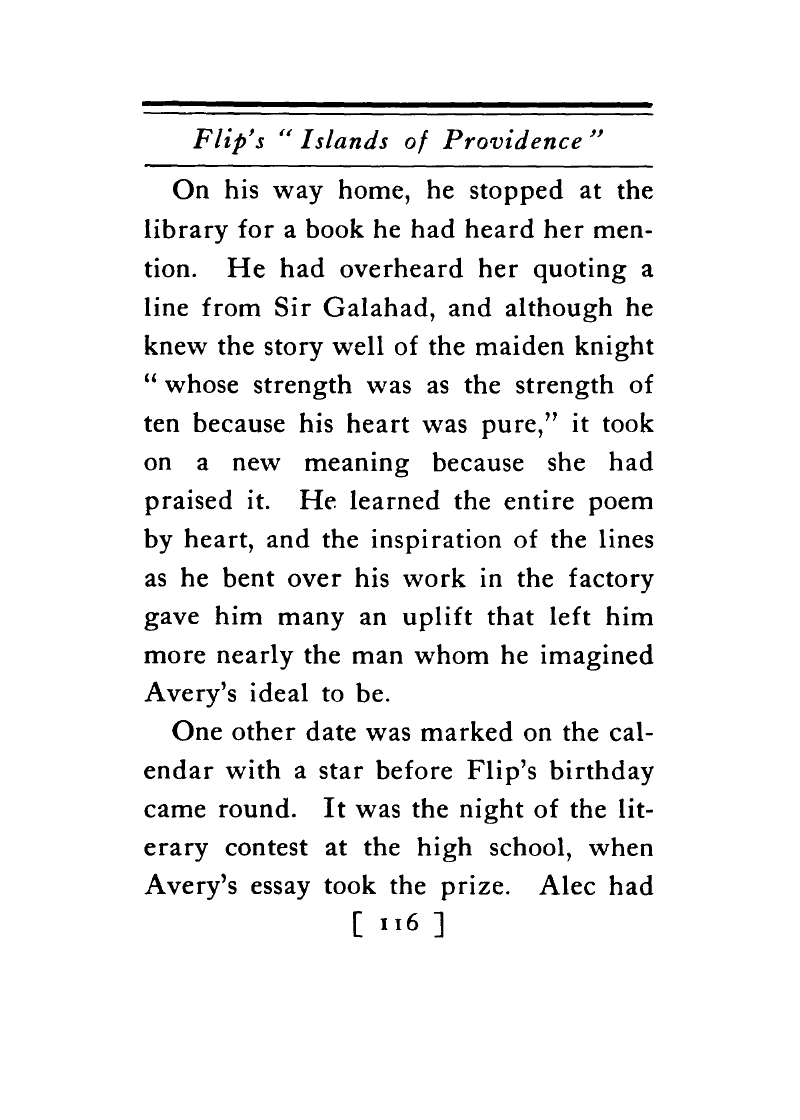 Flip's " Islands of Providence "
On his way home, he stopped at the
library for a book he had heard her men-
tion. He had overheard her quoting a
line from Sir Galahad, and although he
knew the story well of the maiden knight
" whose strength was as the strength of
ten because his heart was pure," it took
on a new meaning because she had
praised it. He learned the entire poem
by heart, and the inspiration of the lines
as he bent over his work in the factory
gave him many an uplift that left him
more nearly the man whom he imagined
Avery's ideal to be.
One other date was marked on the cal-
endar with a star before Flip's birthday
came round. It was the night of the lit-
erary contest at the high school, when
Avery's essay took the prize. Alec had
[ 116 ]